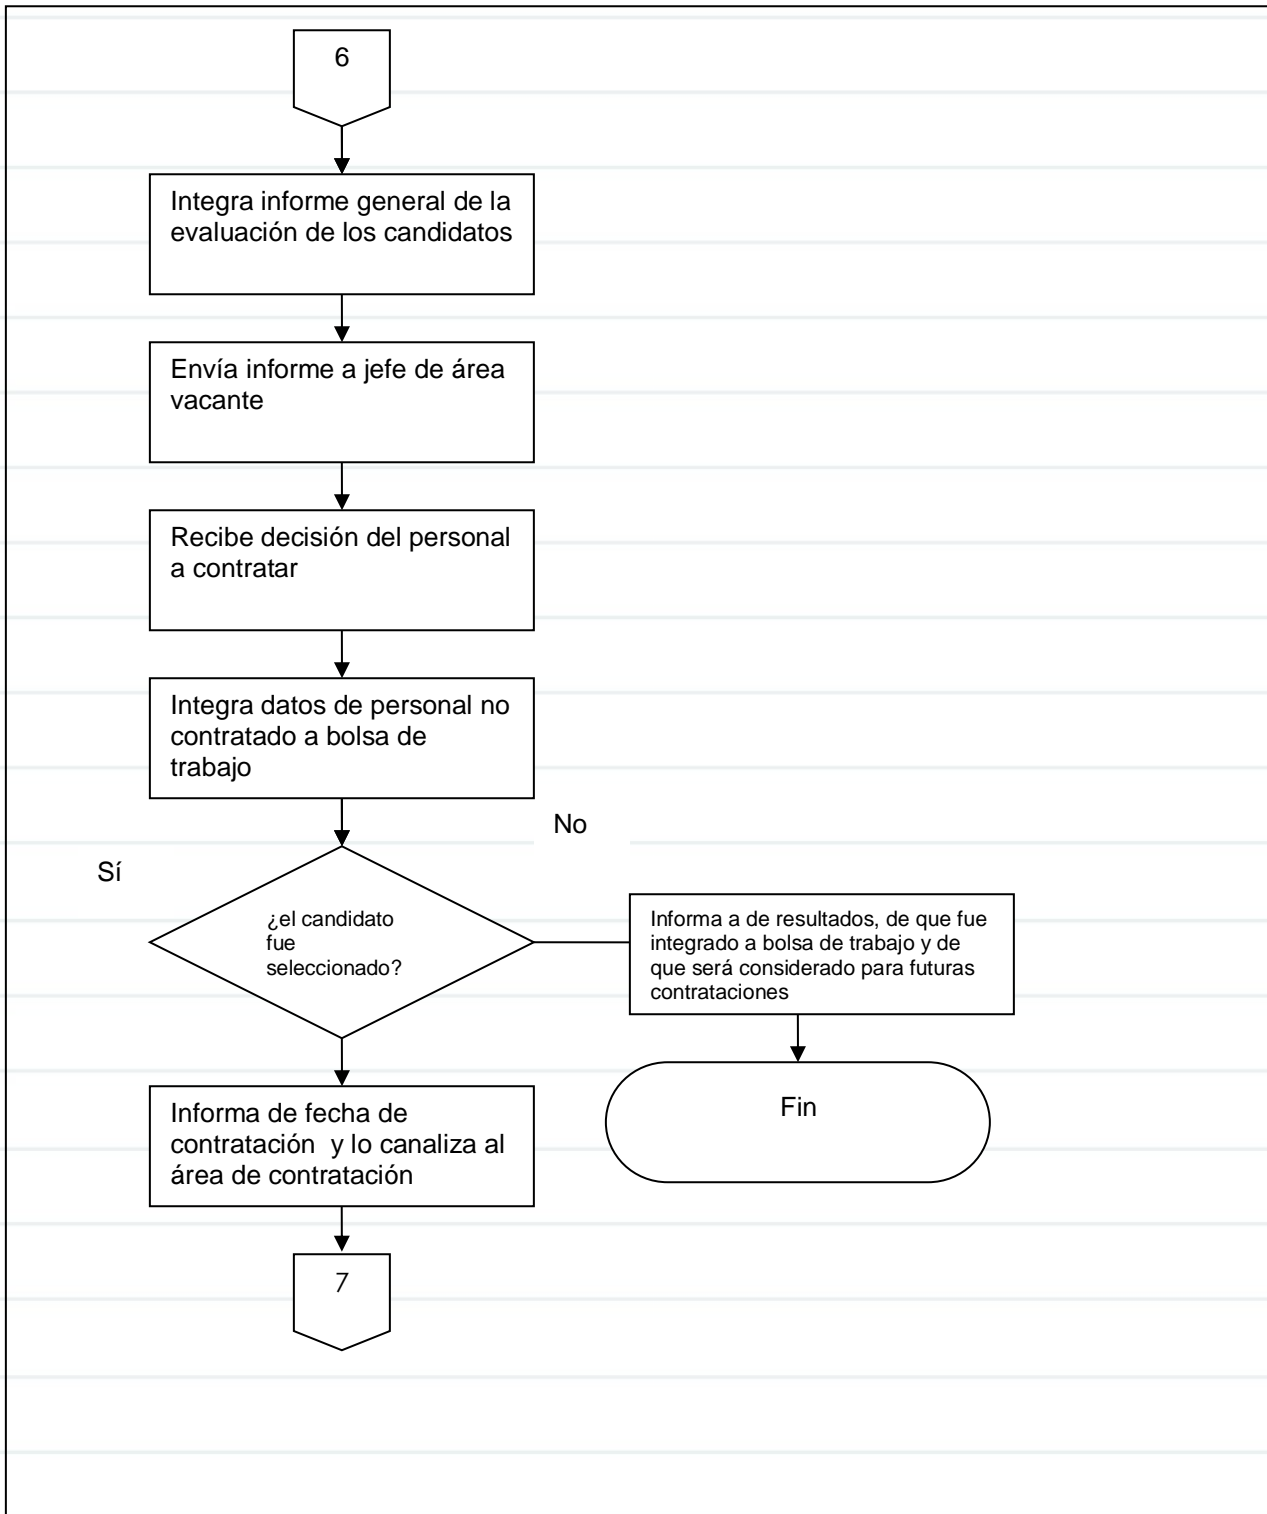 6
Integra informe general de la
evaluación de los candidatos
Envía informe a jefe de área
vacante
Recibe decisión del personal
a contratar
Integra datos de personal no
contratado a bolsa de
trabajo
No
Sí
¿el candidato
fue
seleccionado?
Informa a de resultados, de que fue
integrado a bolsa de trabajo y de
que será considerado para futuras
contrataciones
Fin
Informa de fecha de
contratación  y lo canaliza al
área de contratación
7